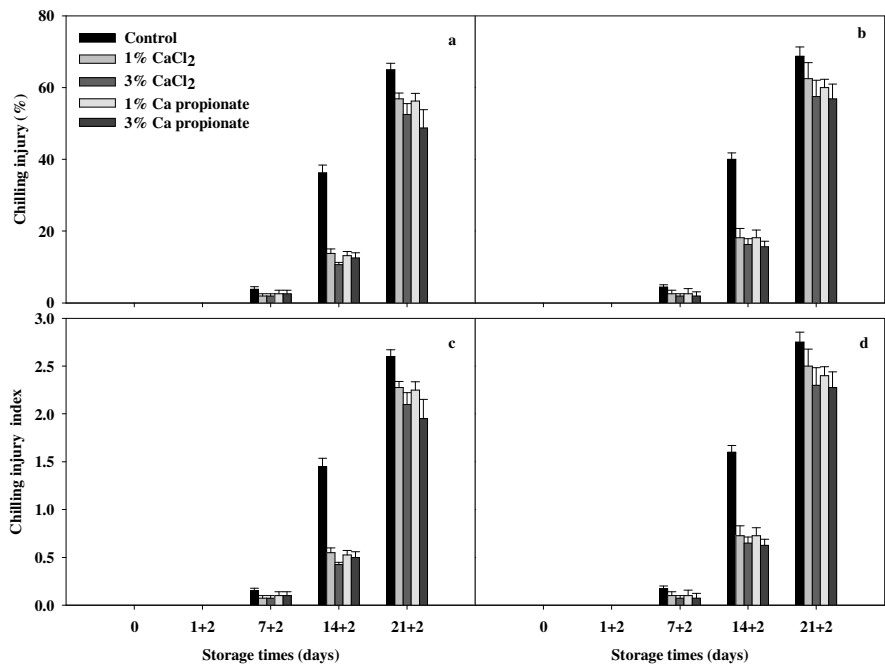 80
60
40
20
0
Chilling injury (%)
Control
1% CaCl2
3% CaCl2
1% Ca propionate
3% Ca propionate
a
b
3.0
2.5
2.0
1.5
1.0
0.5
0.0
Chilling injury index
c
d
0 1+2 7+2 14+2 21+2
0 1+2 7+2 14+2 21+2
Storage times (days)
Storage times (days)